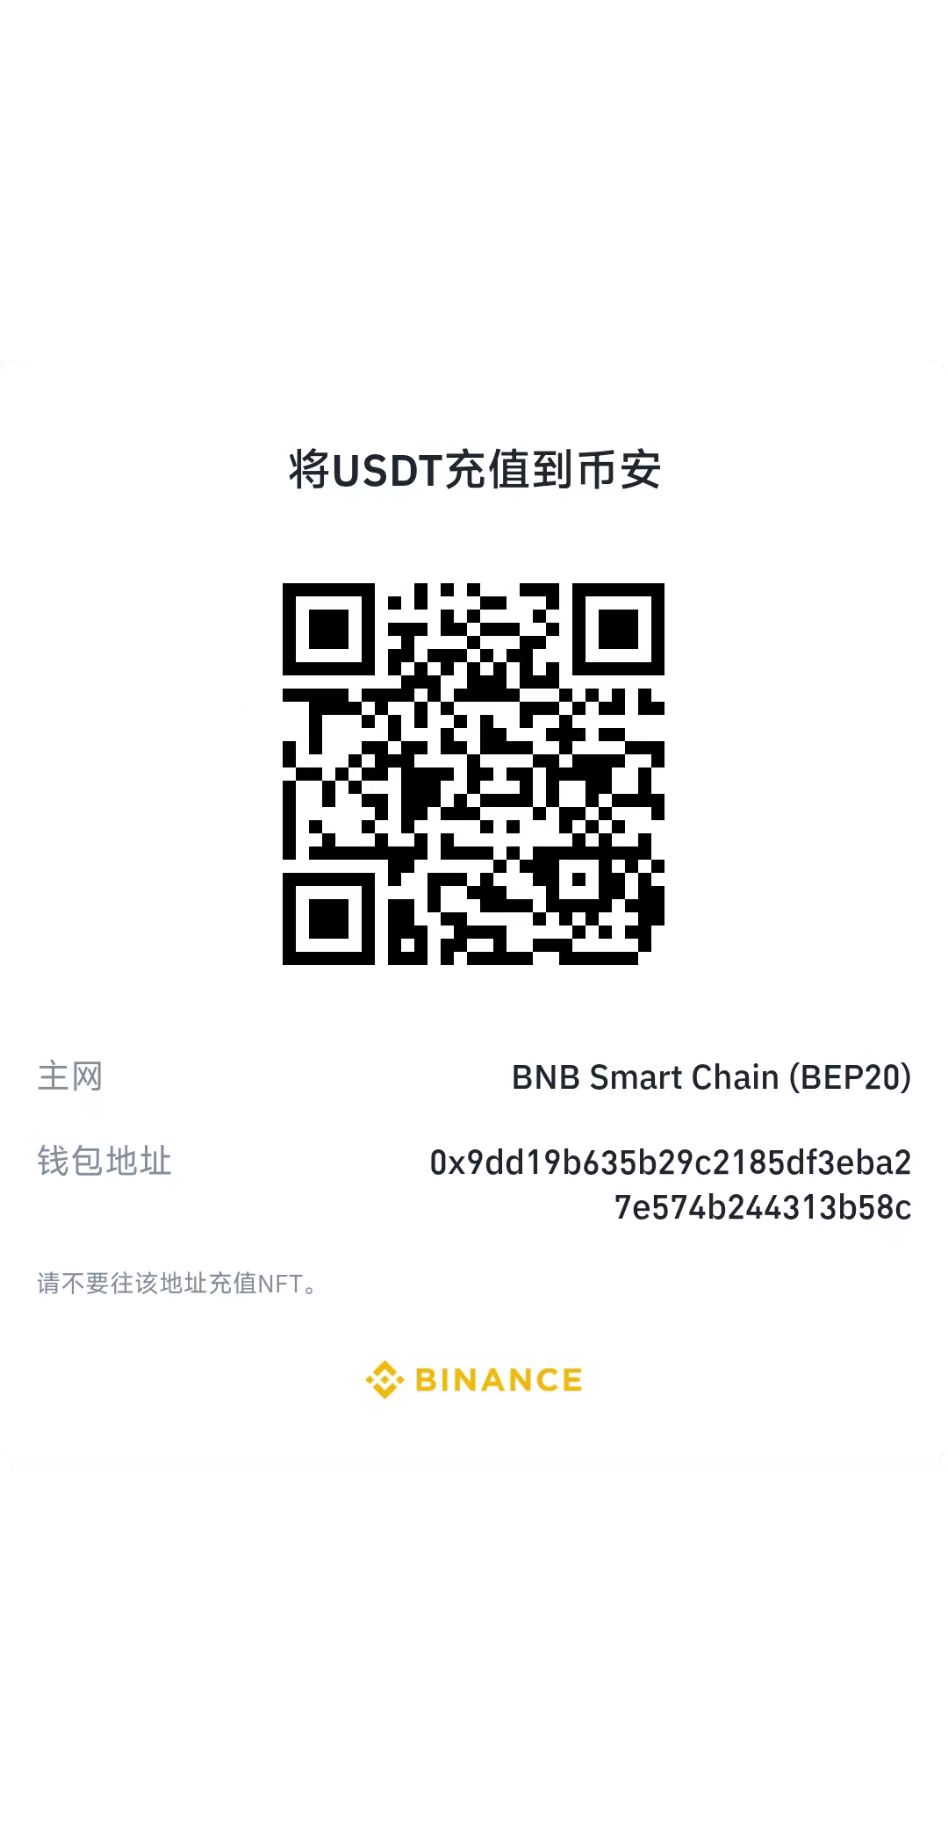 将USDT充值到币安
主网
BNB Smart Chain (BEP20)
钱包地址
0x9dd19b635b29c2185df3eba2
7e574b244313b58c
请不要往该地址充值NFT。
BINANCE